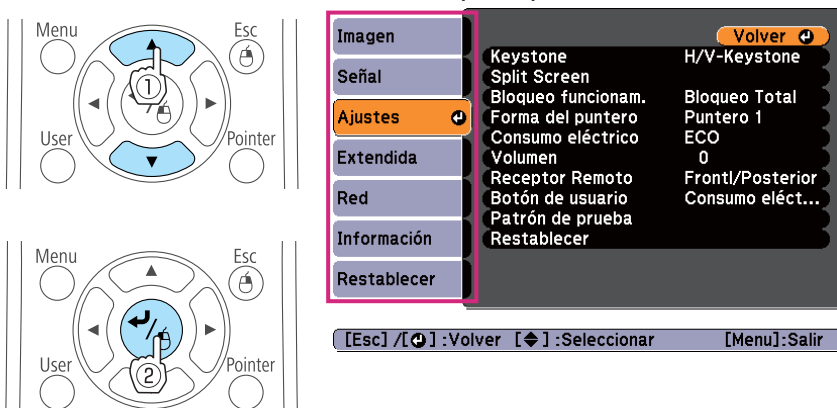 Menu
Esc
1
User
Pointer
Menu
Esc
User
2
Pointer
Imagen
Señal
Ajustes
Extendida
Red
Información
Restablecer
Volver
Keystone H/V-Keystone
Split Screen
Bloqueo funcionam. Bloqueo Total
Forma del puntero Puntero 1
Consumo eléctrico ECO
Volumen 0
Receptor Remoto Frontl/Posterior
Botón de usuario Consumo eléct...
Patrón de prueba
Restablecer
[Esc] /[ ] :Volver [ ] :Seleccionar [Menu]:Salir